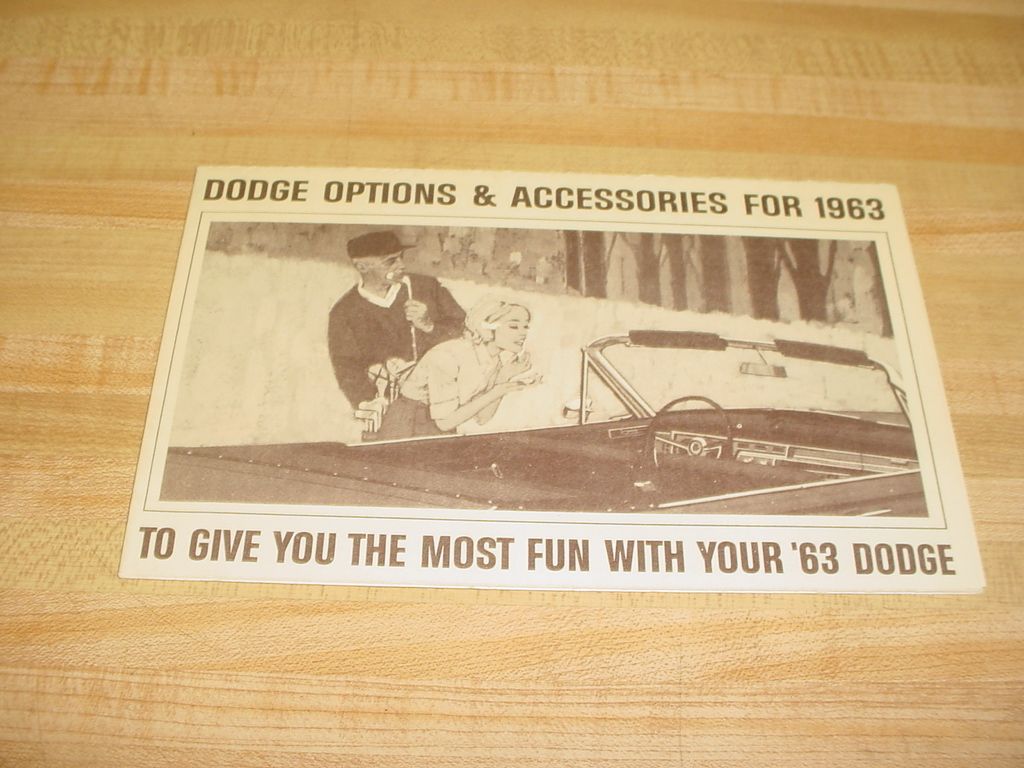 DODGE OPTIONS & ACCESSORIES FOR 1963
TO GIVE YOU THE MOST FUN WITH YOUR '63 DODGE